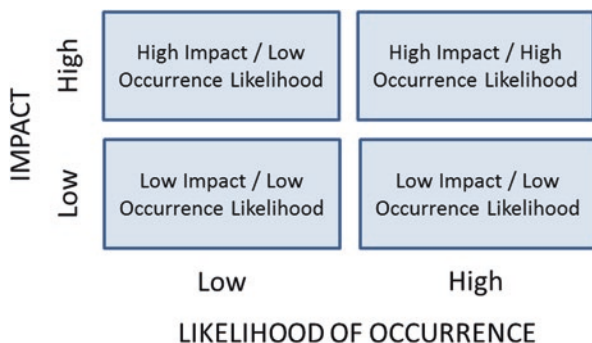 IMPACT
High
High Impact / Low
Occurrence Likelihood
High Impact / High
Occurrence Likelihood
Low
Low Impact / Low
Occurrence Likelihood
Low Impact / Low
Occurrence Likelihood
Low
High
LIKELIHOOD OF OCCURRENCE